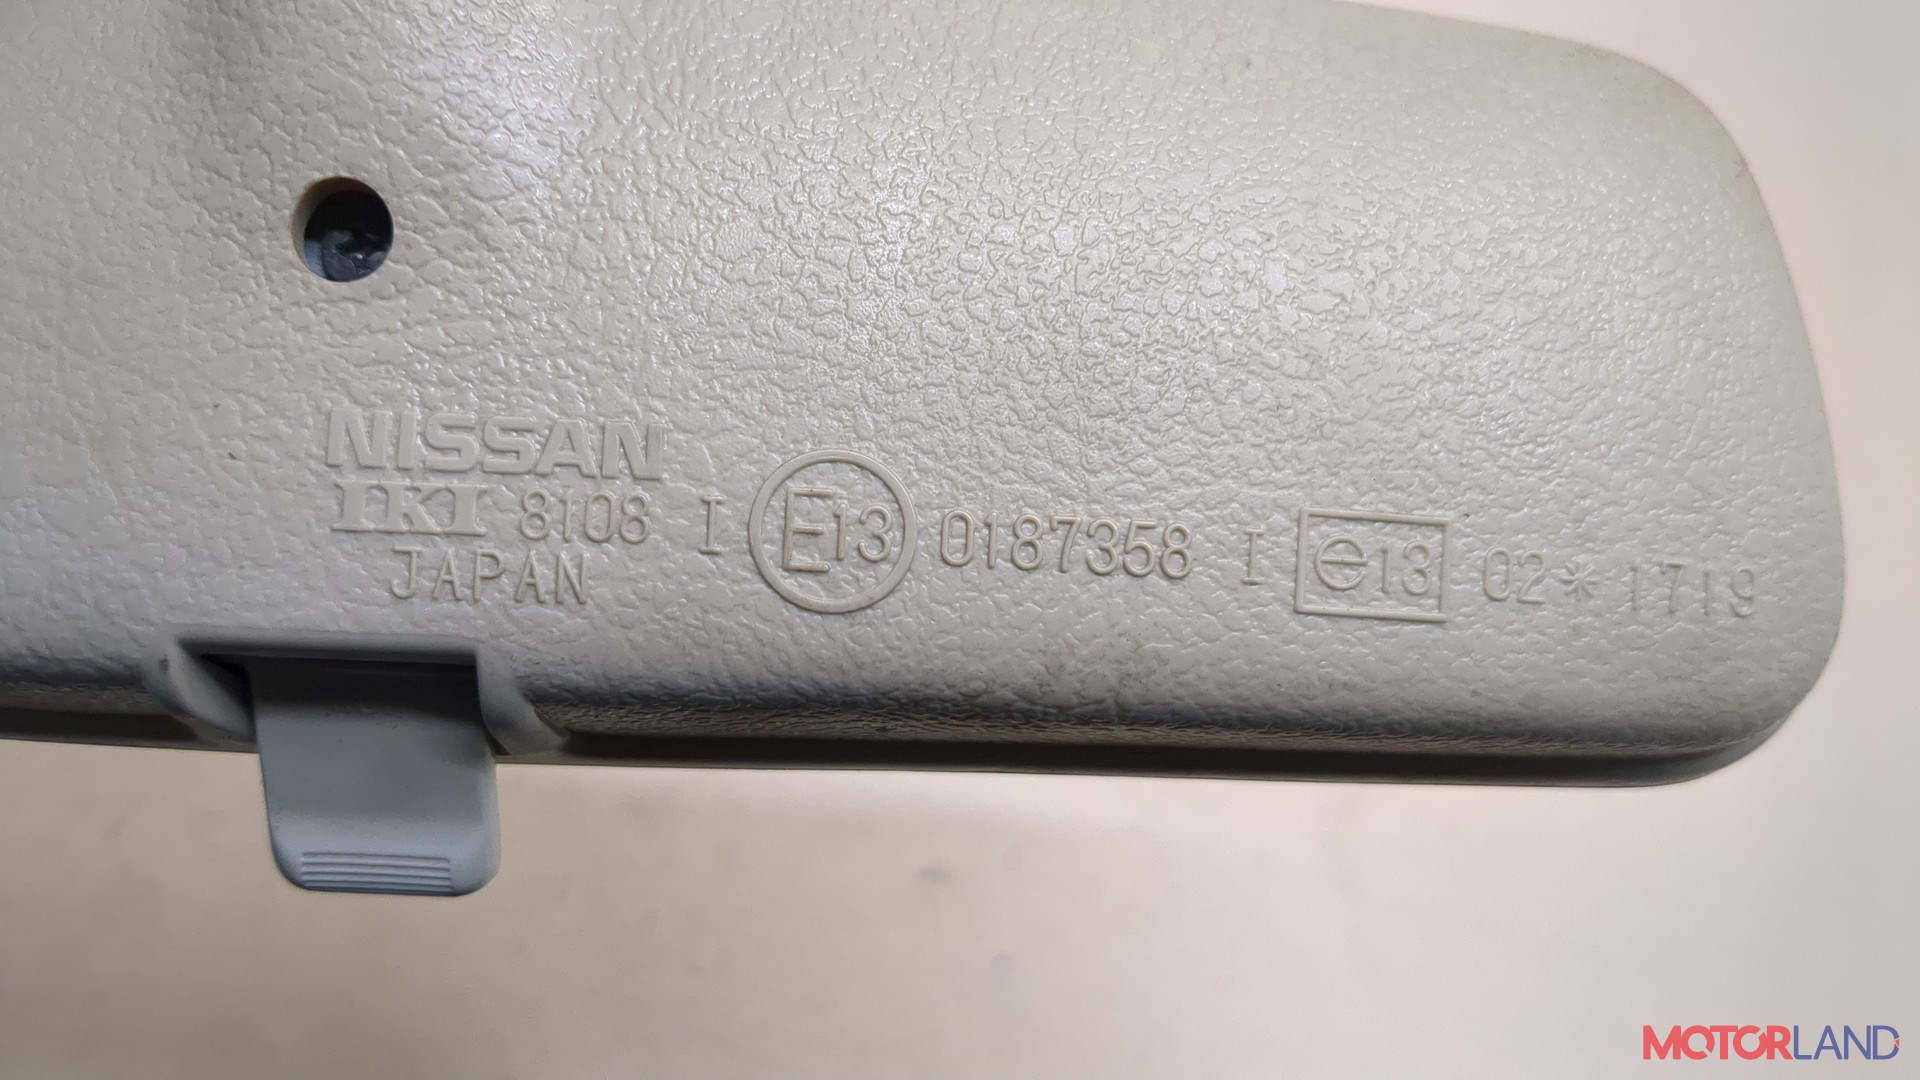 NISSAN
IKI 8108 I E13 0187358 I e13 02*1719
JAPAN
MOTORLAND